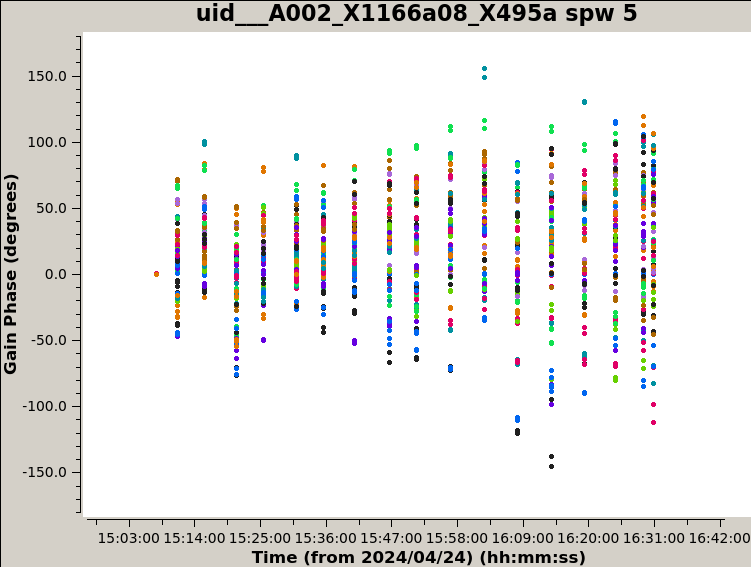 uid___A002_X1166a08_X495a spw 5
150.0
100.0
50.0
0.0
-50.0
-100.0
-150.0
Gain Phase (degrees)
15:03:00 15:14:00 15:25:00 15:36:00 15:47:00 15:58:00 16:09:00 16:20:00 16:31:00 16:42:00
Time (from 2024/04/24) (hh:mm:ss)